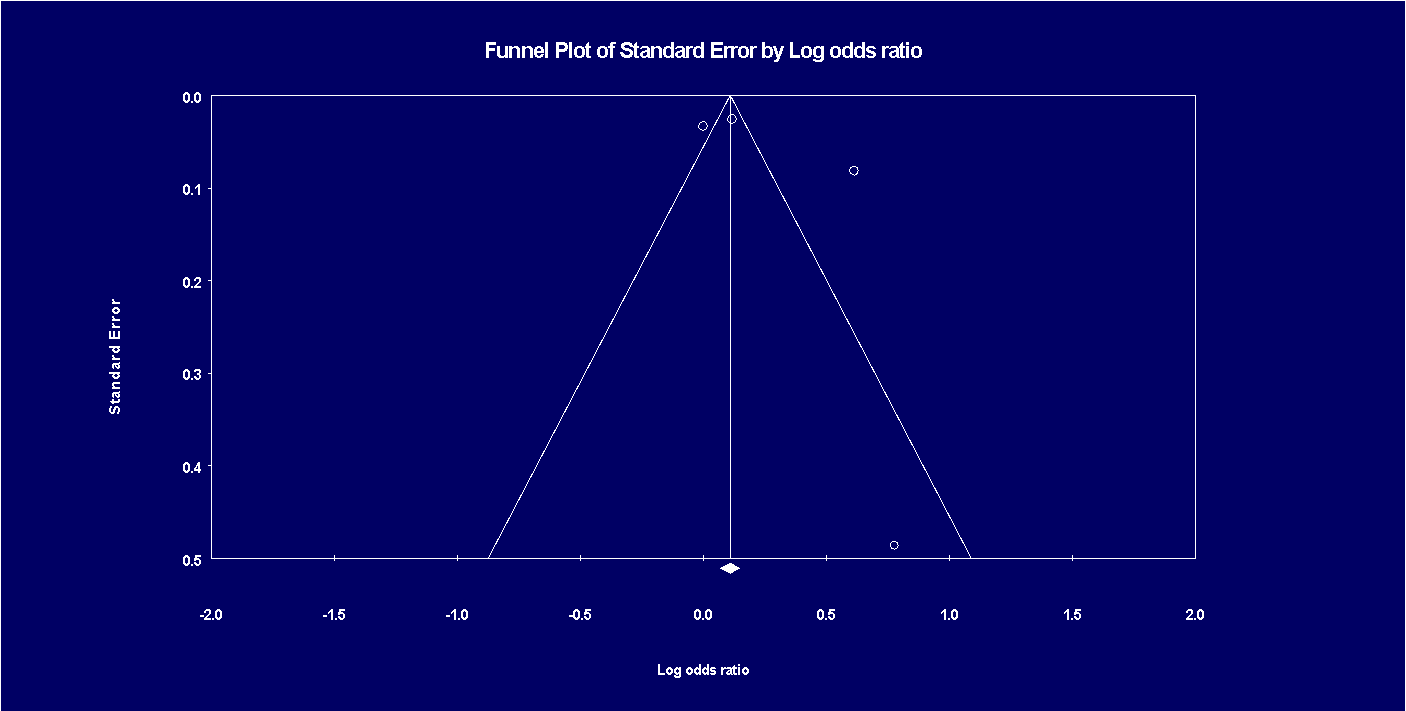 Funnel Plot of Standard Error by Log odds ratio
0.0
0.1
0.2
0.3
0.4
0.5
Standard Error
-2.0 -1.5 -1.0 -0.5 0.0 0.5 1.0 1.5 2.0
Log odds ratio